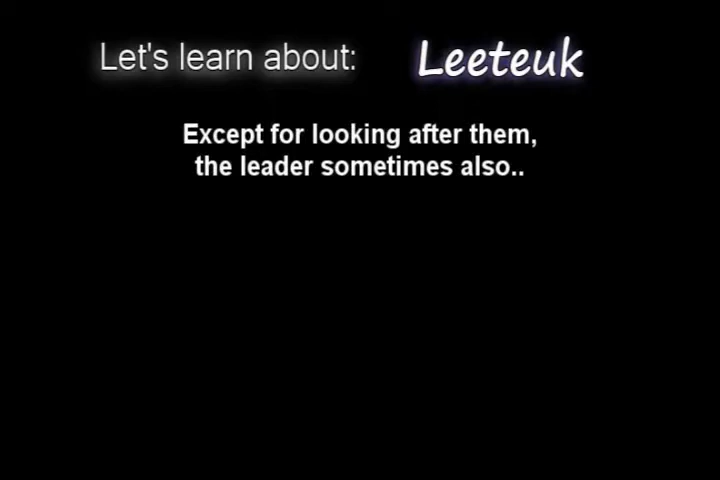 Let's learn about: Leeteuk
Except for looking after them,
the leader sometimes also..